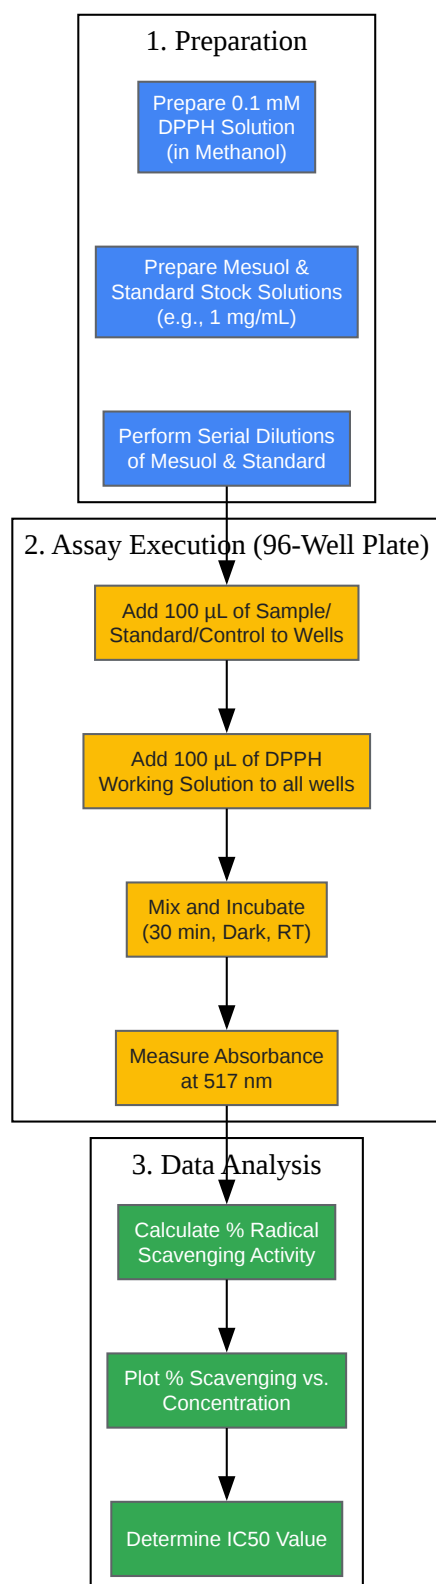 1. Preparation
Prepare 0.1 mM
DPPH Solution
(in Methanol)
Prepare Mesuol &
Standard Stock Solutions
(e.g., 1 mg/mL)
Perform Serial Dilutions
of Mesuol & Standard
2. Assay Execution (96-Well Plate)
Add 100 µL of Sample/
Standard/Control to Wells
Add 100 µL of DPPH
Working Solution to all wells
Mix and Incubate
(30 min, Dark, RT)
Measure Absorbance
at 517 nm
3. Data Analysis
Calculate % Radical
Scavenging Activity
Plot % Scavenging vs.
Concentration
Determine IC50 Value